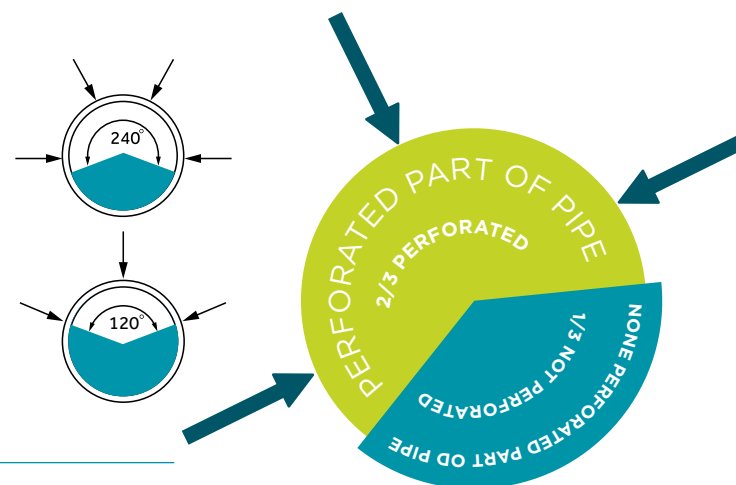 240°
120°
PERFORATED PART OF PIPE
2/3 PERFORATED
1/3 NOT PERFORATED
NONE PERFORATED PART OD PIPE